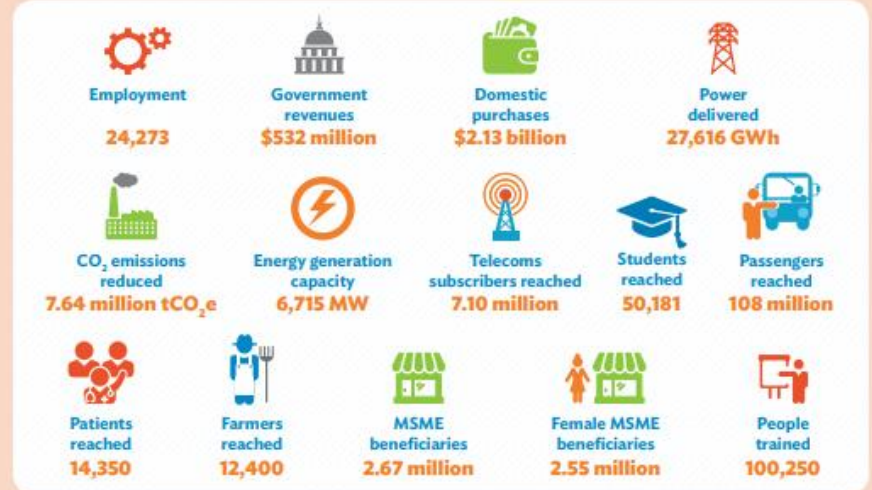 Employment
24,273
Government
revenues
$532 million
Domestic
purchases
$2.13 billion
Power
delivered
27,616 GWh
CO₂ emissions
reduced
7.64 million tCO₂e
Energy generation
capacity
6,715 MW
Telecoms
subscribers reached
7.10 million
Students
reached
50,181
Passengers
reached
108 million
Patients
reached
14,350
Farmers
reached
12,400
MSME
beneficiaries
2.67 million
Female MSME
beneficiaries
2.55 million
People
trained
100,250